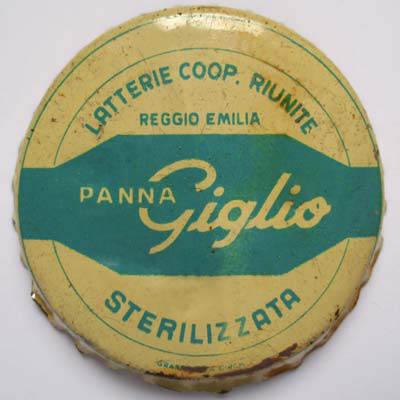 LATTERIE COOP. RIUNITE
REGGIO EMILIA
PANNA Giglio
STERILIZZATA